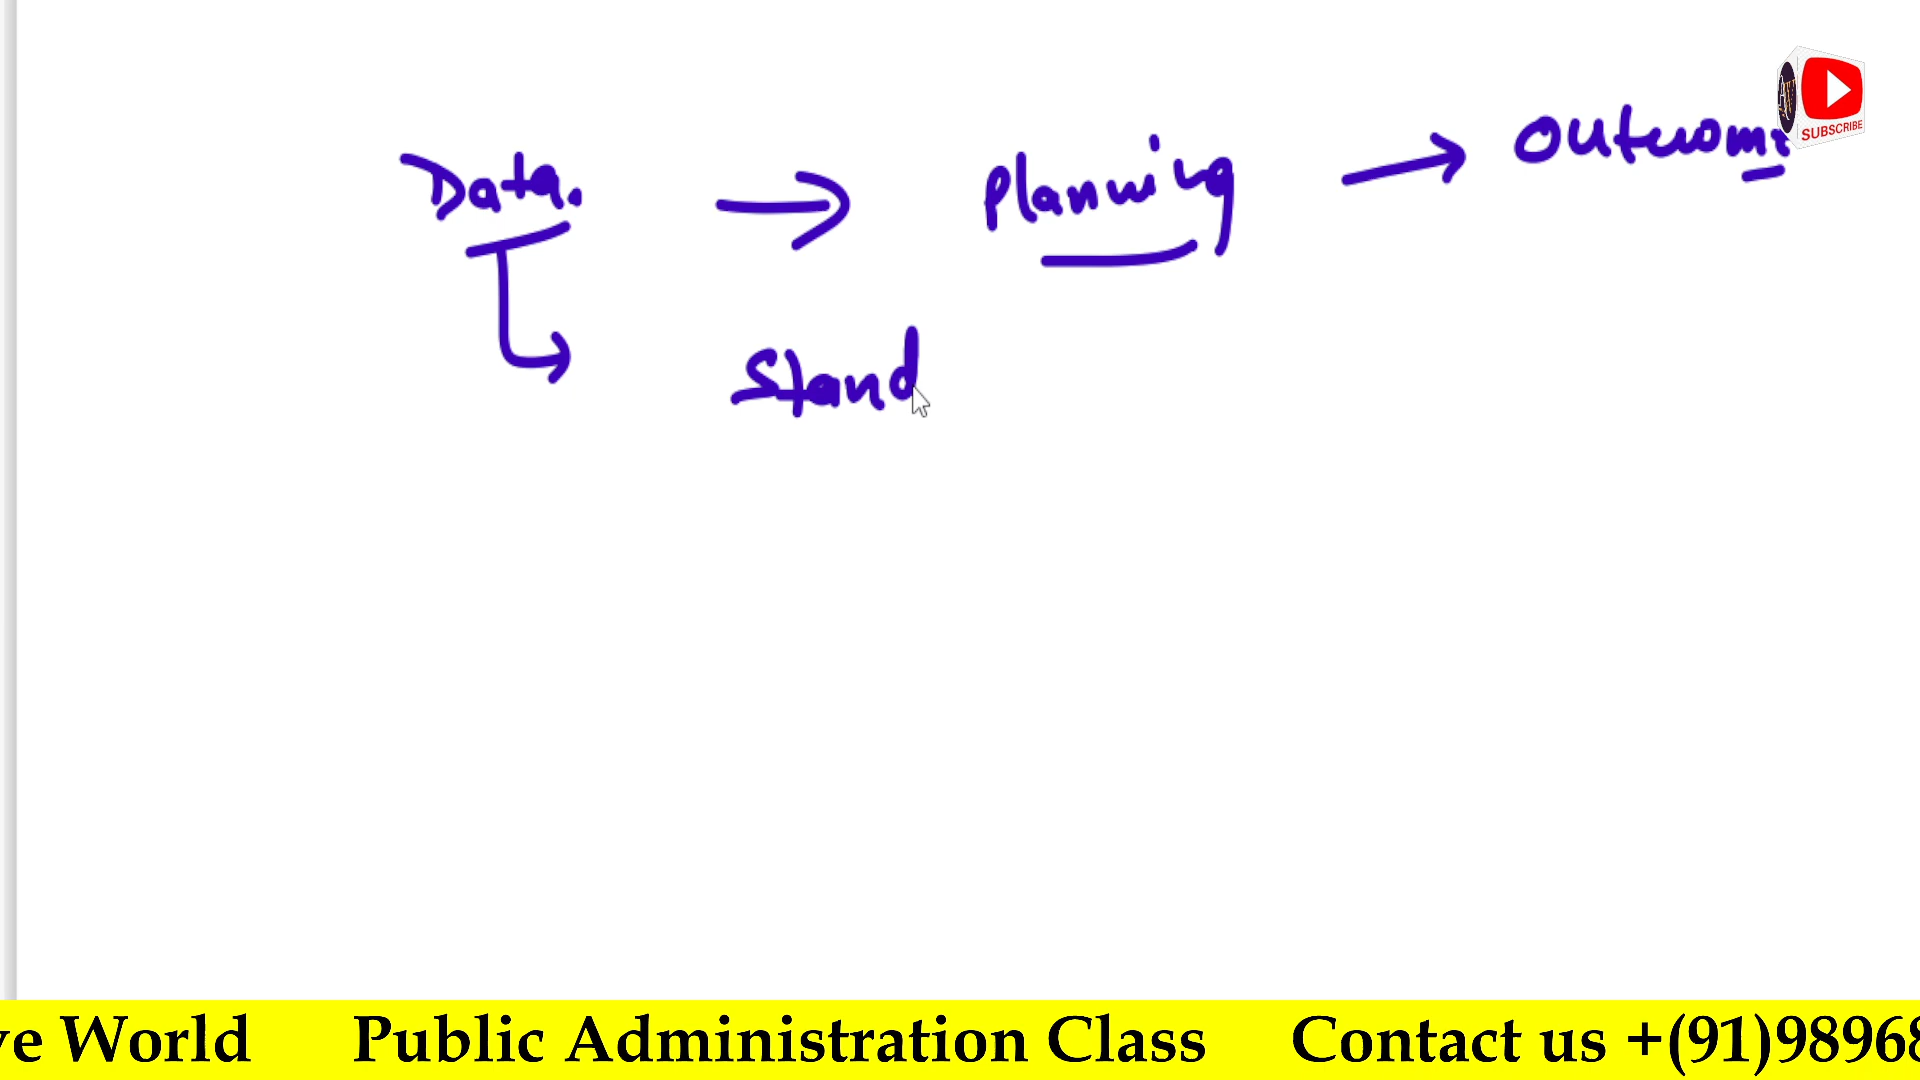 Data. → Planning → Outcome
SUBSCRIBE
Stand
ve World Public Administration Class Contact us +(91)98968